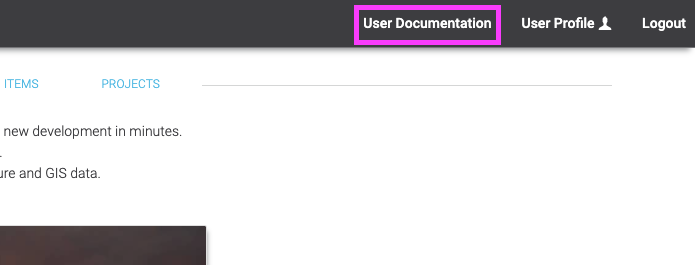 User Documentation User Profile Logout
ITEMS PROJECTS
new development in minutes.
.
ure and GIS data.